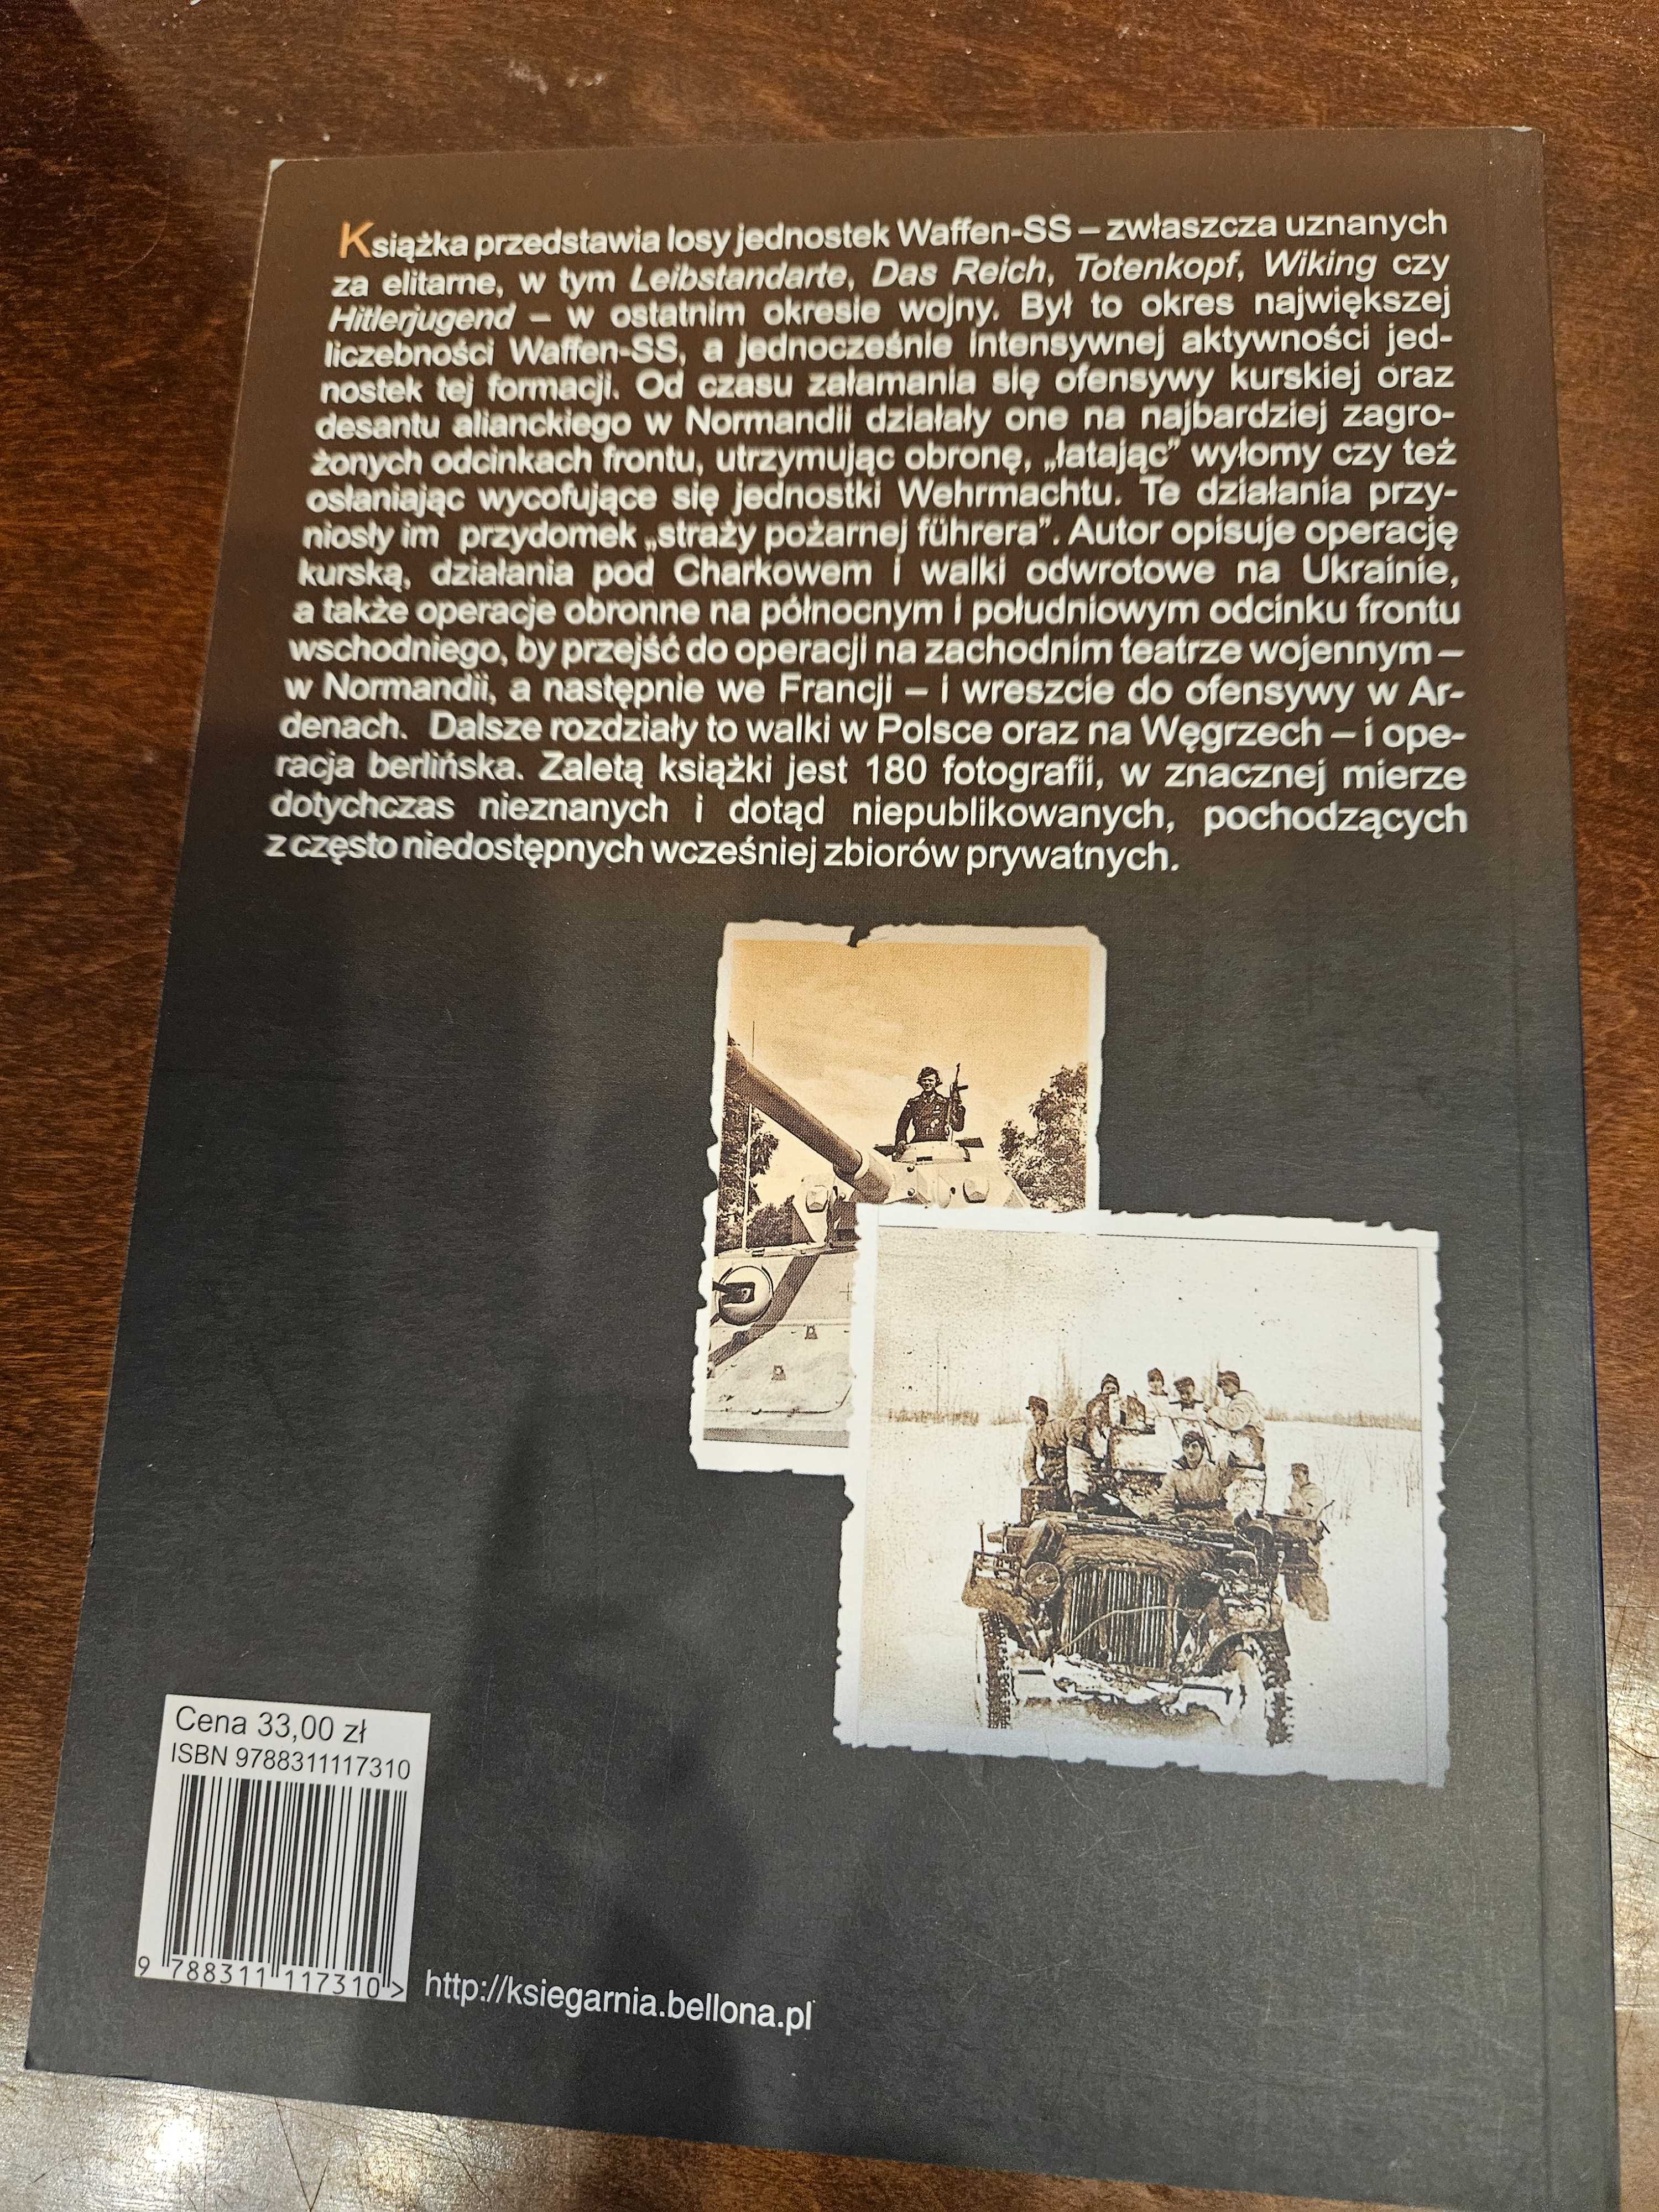 Książka przedstawia losy jednostek Waffen-SS – zwłaszcza uznanych
za elitarne, w tym Leibstandarte, Das Reich, Totenkopf, Wiking czy
Hitlerjugend – w ostatnim okresie wojny. Był to okres największej
liczebności Waffen-SS, a jednocześnie intensywnej aktywności jed-
nostek tej formacji. Od czasu załamania się ofensywy kurskiej oraz
desantu alianckiego w Normandii działały one na najbardziej zagro-
żonych odcinkach frontu, utrzymując obronę, „łatając” wyłomy czy też
osłaniając wycofujące się jednostki Wehrmachtu. Te działania przy-
niosły im przydomek „straży pożarnej führera”. Autor opisuje operację
kurską, działania pod Charkowem i walki odwrotowe na Ukrainie,
a także operacje obronne na północnym i południowym odcinku frontu
wschodniego, by przejść do operacji na zachodnim teatrze wojennym –
w Normandii, a następnie we Francji – i wreszcie do ofensywy w Ar-
denach. Dalsze rozdziały to walki w Polsce oraz na Węgrzech – i ope-
racja berlińska. Zaletą książki jest 180 fotografii, w znacznej mierze
dotychczas nieznanych i dotąd niepublikowanych, pochodzących
z często niedostępnych wcześniej zbiorów prywatnych.
Cena 33,00 zł
ISBN 9788311117310
9 788311 117310 >
http://ksiegarnia.bellona.pl